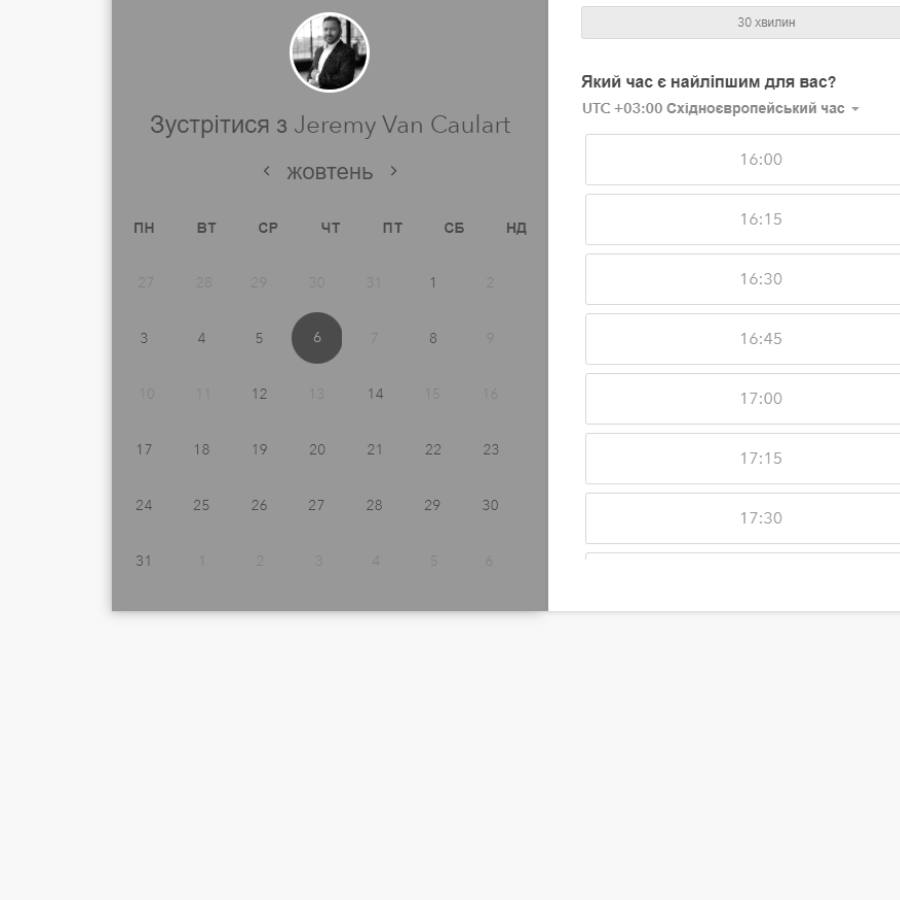 Зустрітися з Jeremy Van Caulart
жовтень
ПН ВТ СР ЧТ ПТ СБ НД
27 28 29 30 31 1 2
3 4 5 6 7 8 9
10 11 12 13 14 15 16
17 18 19 20 21 22 23
24 25 26 27 28 29 30
31 1 2 3 4 5 6
30 хвилин
Який час є найліпшим для вас?
UTC +03:00 Східноєвропейський час
16:00
16:15
16:30
16:45
17:00
17:15
17:30